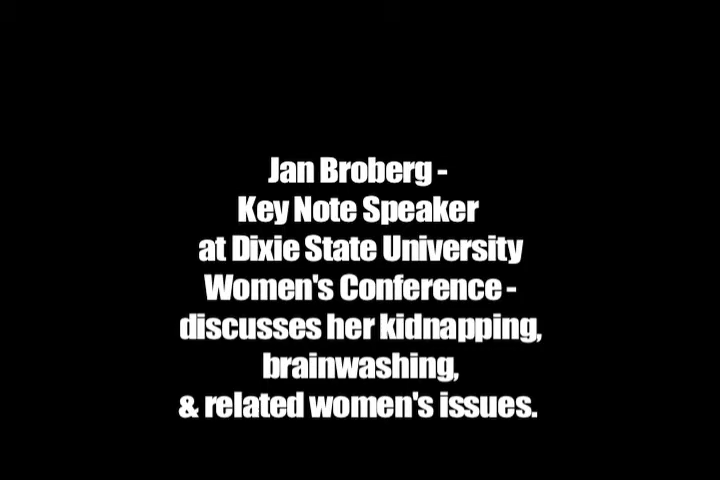 Jan Broberg -
Key Note Speaker
at Dixie State University
Women's Conference -
discusses her kidnapping,
brainwashing,
& related women's issues.